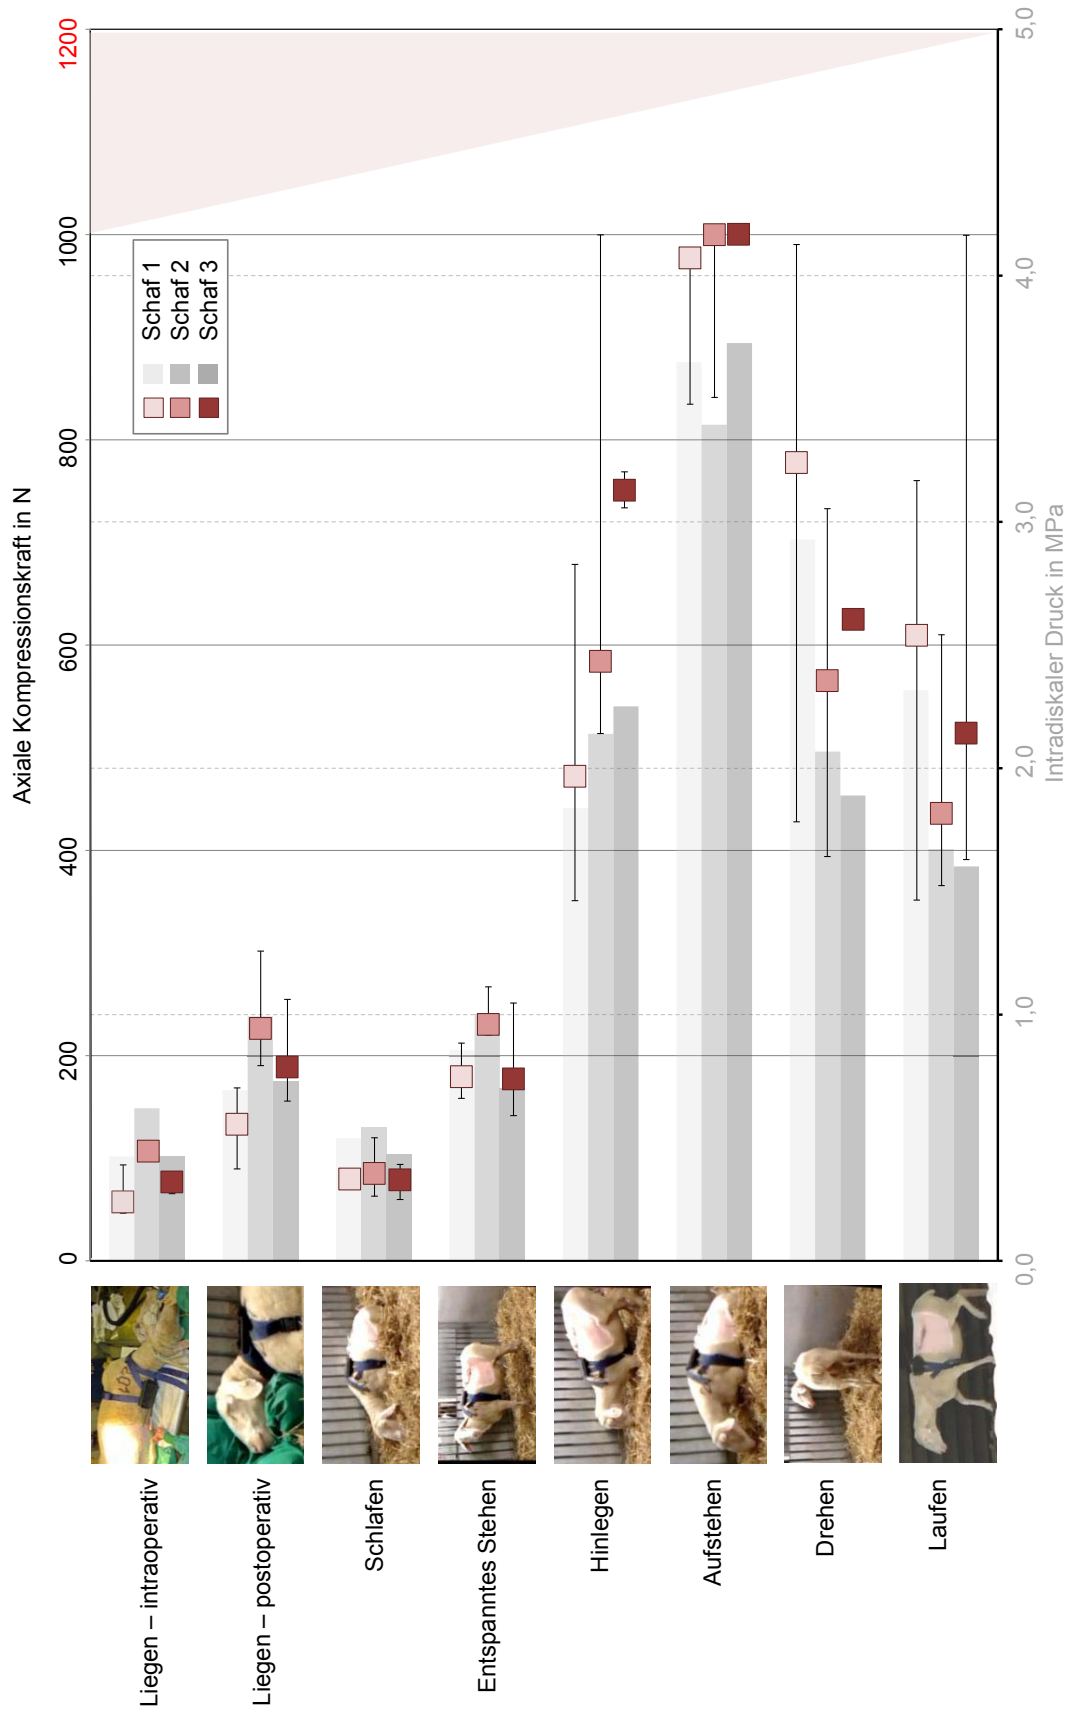 Axiale Kompressionskraft in N
0
200
400
600
800
1000
1200
Schaf 1
Schaf 2
Schaf 3
Liegen – intraoperativ
Liegen – postoperativ
Schlafen
Entspanntes Stehen
Hinlegen
Aufstehen
Drehen
Laufen
0,0
1,0
2,0
3,0
4,0
5,0
Intradiskaler Druck in MPa